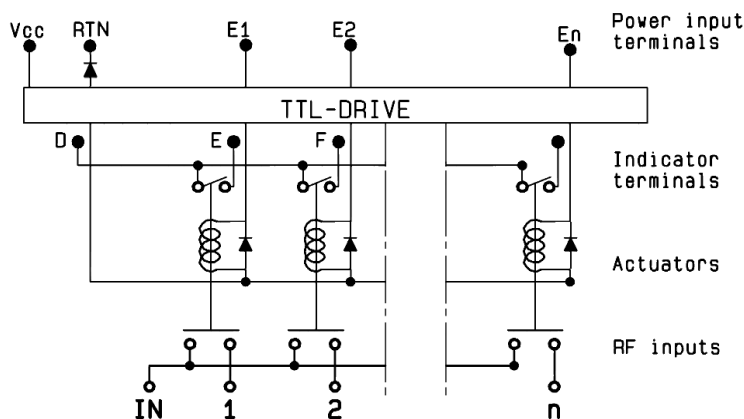 Vcc RTN E1 E2 En Power input
terminals
TTL-DRIVE
D E F Indicator
terminals
Actuators
RF inputs
IN 1 2 n